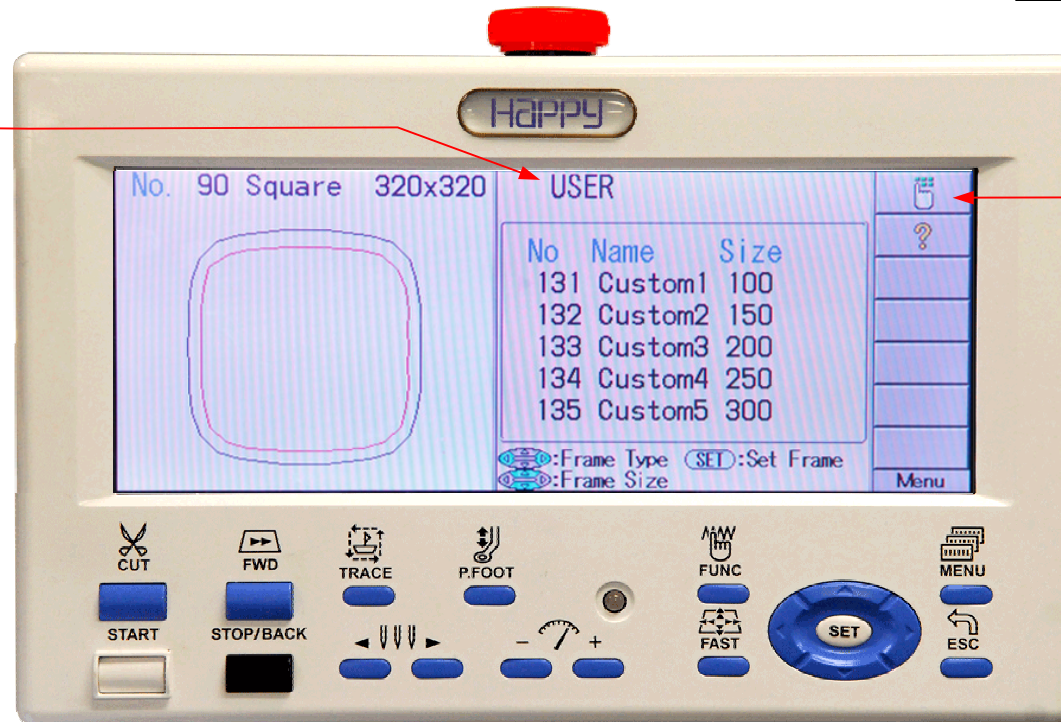 Happy
No. 90 Square 320x320
USER
No Name Size
131 Custom1 100
132 Custom2 150
133 Custom3 200
134 Custom4 250
135 Custom5 300
:Frame Type SET:Set Frame
:Frame Size
Menu
CUT
FWD
TRACE
P.FOOT
FUNC
MENU
START
STOP/BACK
- +
FAST
SET
ESC